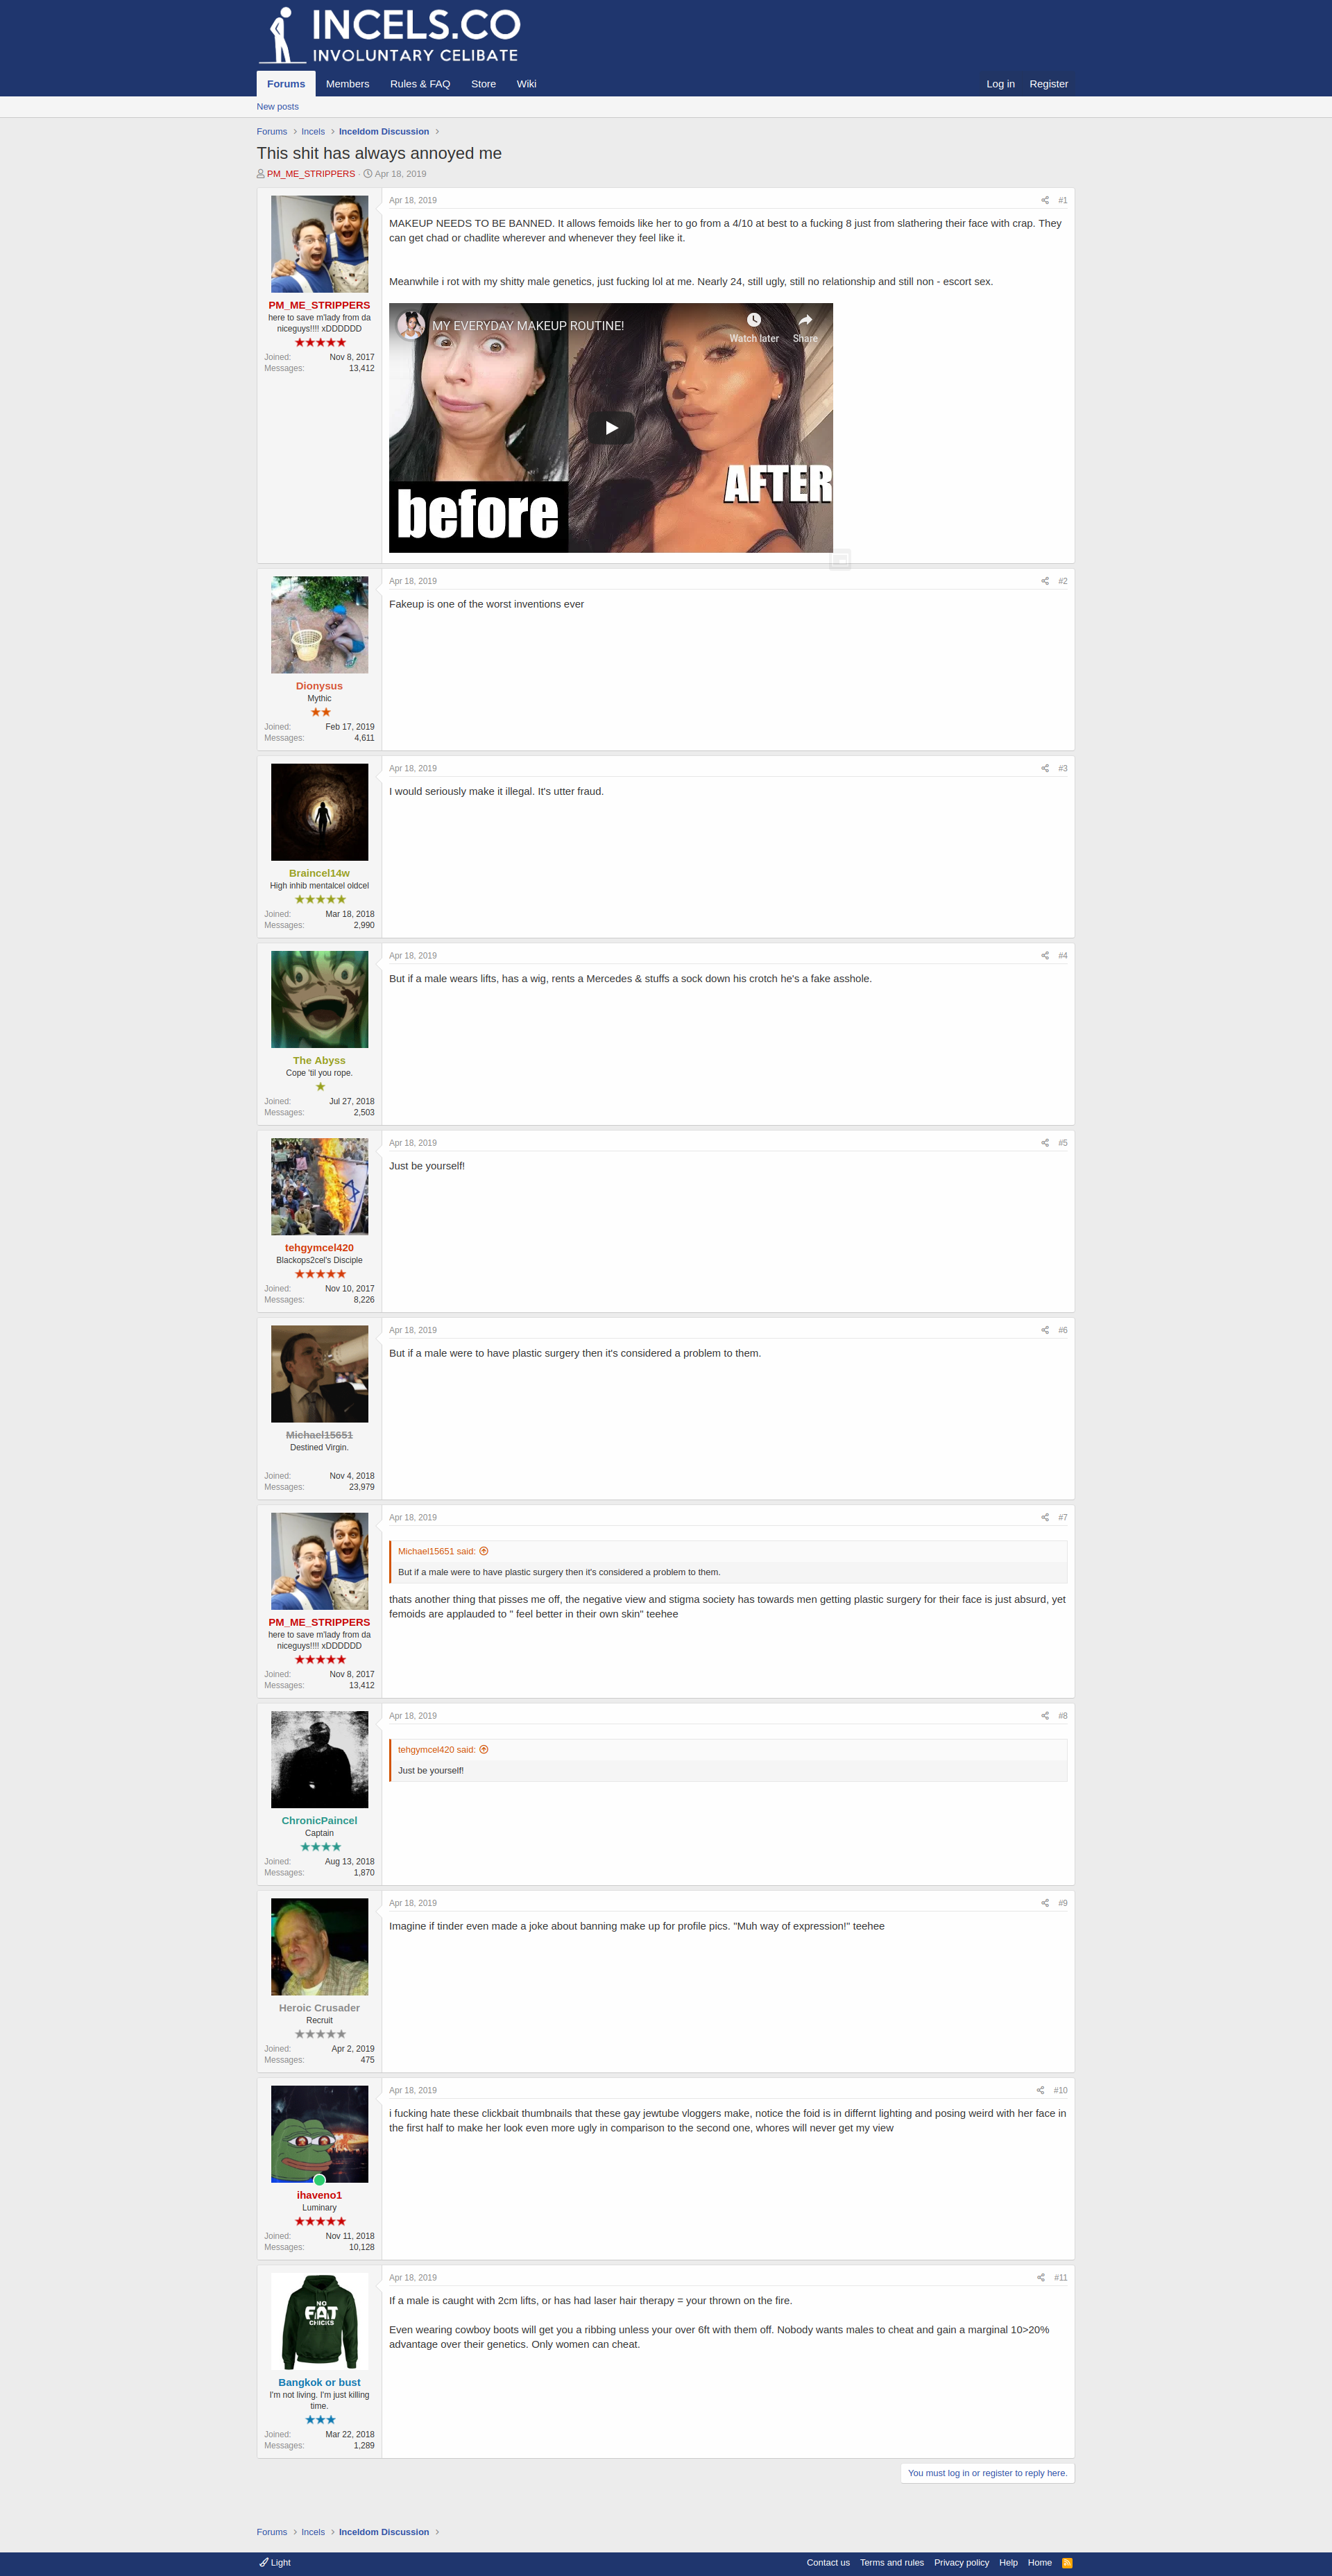 INCELS.CO
INVOLUNTARY CELIBATE
Forums Members Rules & FAQ Store Wiki Log in Register
New posts
Forums Incels Inceldom Discussion
This shit has always annoyed me
PM_ME_STRIPPERS · Apr 18, 2019
Apr 18, 2019 #1
MAKEUP NEEDS TO BE BANNED. It allows femoids like her to go from a 4/10 at best to a fucking 8 just from slathering their face with crap. They
can get chad or chadlite wherever and whenever they feel like it.
Meanwhile i rot with my shitty male genetics, just fucking lol at me. Nearly 24, still ugly, still no relationship and still non - escort sex.
MY EVERYDAY MAKEUP ROUTINE!
Watch later Share
before
AFTER
PM_ME_STRIPPERS
here to save m'lady from da
niceguys!!!! xDDDDDD
Joined: Nov 8, 2017
Messages: 13,412
Apr 18, 2019 #2
Fakeup is one of the worst inventions ever
Dionysus
Mythic
Joined: Feb 17, 2019
Messages: 4,611
Apr 18, 2019 #3
I would seriously make it illegal. It's utter fraud.
Braincel14w
High inhib mentalcel oldcel
Joined: Mar 18, 2018
Messages: 2,990
Apr 18, 2019 #4
But if a male wears lifts, has a wig, rents a Mercedes & stuffs a sock down his crotch he's a fake asshole.
The Abyss
Cope 'til you rope.
Joined: Jul 27, 2018
Messages: 2,503
Apr 18, 2019 #5
Just be yourself!
tehgymcel420
Blackops2cel's Disciple
Joined: Nov 10, 2017
Messages: 8,226
Apr 18, 2019 #6
But if a male were to have plastic surgery then it's considered a problem to them.
Michael15651
Destined Virgin.
Joined: Nov 4, 2018
Messages: 23,979
Apr 18, 2019 #7
Michael15651 said:
But if a male were to have plastic surgery then it's considered a problem to them.
thats another thing that pisses me off, the negative view and stigma society has towards men getting plastic surgery for their face is just absurd, yet
femoids are applauded to " feel better in their own skin" teehee
PM_ME_STRIPPERS
here to save m'lady from da
niceguys!!!! xDDDDDD
Joined: Nov 8, 2017
Messages: 13,412
Apr 18, 2019 #8
tehgymcel420 said:
Just be yourself!
ChronicPaincel
Captain
Joined: Aug 13, 2018
Messages: 1,870
Apr 18, 2019 #9
Imagine if tinder even made a joke about banning make up for profile pics. "Muh way of expression!" teehee
Heroic Crusader
Recruit
Joined: Apr 2, 2019
Messages: 475
Apr 18, 2019 #10
i fucking hate these clickbait thumbnails that these gay jewtube vloggers make, notice the foid is in differnt lighting and posing weird with her face in
the first half to make her look even more ugly in comparison to the second one, whores will never get my view
ihaveno1
Luminary
Joined: Nov 11, 2018
Messages: 10,128
Apr 18, 2019 #11
If a male is caught with 2cm lifts, or has had laser hair therapy = your thrown on the fire.
Even wearing cowboy boots will get you a ribbing unless your over 6ft with them off. Nobody wants males to cheat and gain a marginal 10>20%
advantage over their genetics. Only women can cheat.
NO
FAT
CHICKS
Bangkok or bust
I'm not living. I'm just killing
time.
Joined: Mar 22, 2018
Messages: 1,289
You must log in or register to reply here.
Forums Incels Inceldom Discussion
Light Contact us Terms and rules Privacy policy Help Home